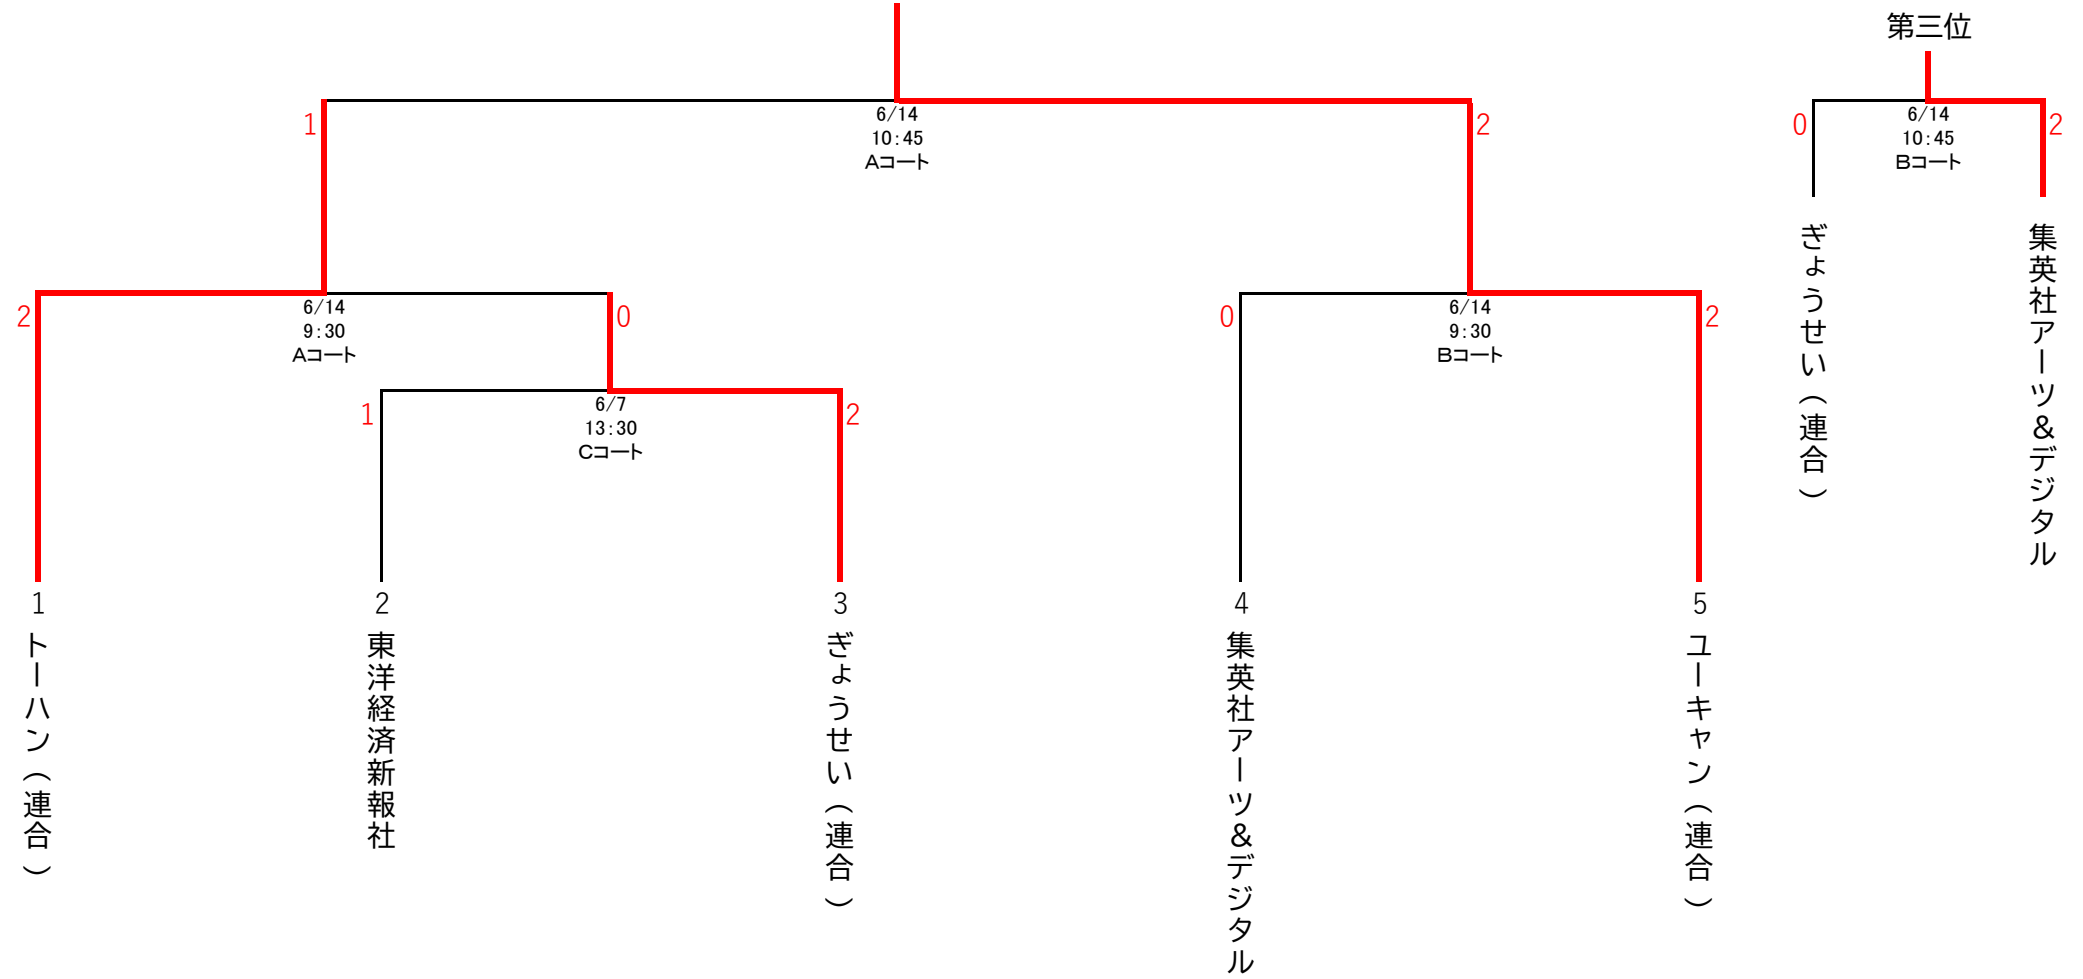 第三位
1
6/14
10:45
Aコート
2
0
6/14
10:45
Bコート
2
ぎょうせい（連合）
集英社アーツ&デジタル
2
6/14
9:30
Aコート
0
0
6/14
9:30
Bコート
2
1
6/7
13:30
Cコート
2
1
トーハン（連合）
2
東洋経済新報社
3
ぎょうせい（連合）
4
集英社アーツ&デジタル
5
ユーキャン（連合）